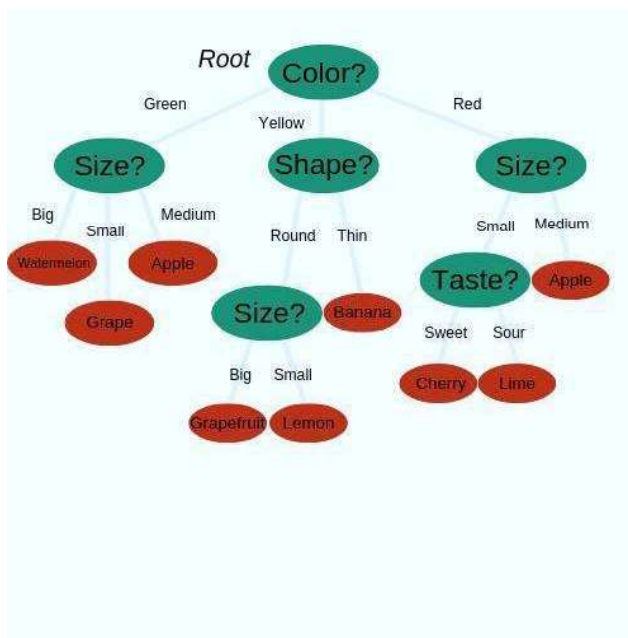 Root
Color?
Green
Yellow
Red
Size?
Shape?
Size?
Big
Small
Medium
Round
Thin
Small
Medium
Watermelon
Apple
Grape
Size?
Banana
Taste?
Apple
Big
Small
Sweet
Sour
Grapefruit
Lemon
Cherry
Lime